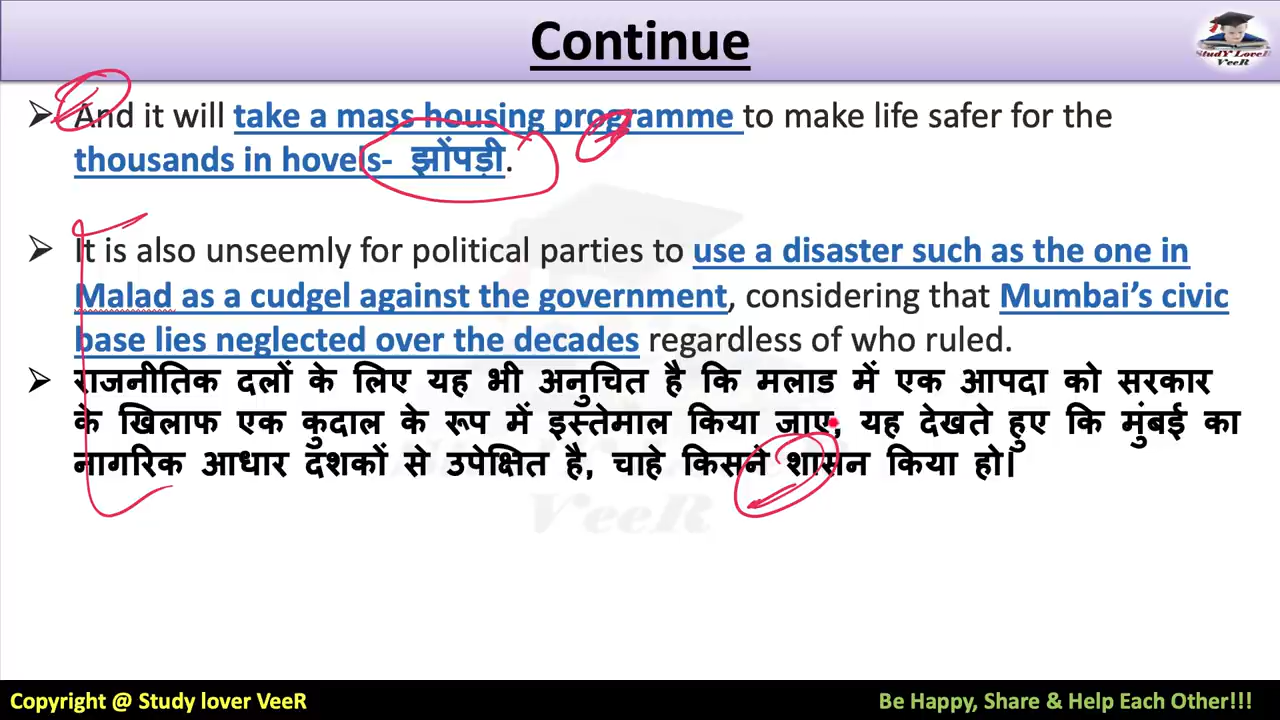 Continue
StudY LoveR
VeeR
And it will take a mass housing programme to make life safer for the
thousands in hovels- झोंपड़ी.
It is also unseemly for political parties to use a disaster such as the one in
Malad as a cudgel against the government, considering that Mumbai’s civic
base lies neglected over the decades regardless of who ruled.
राजनीतिक दलों के लिए यह भी अनुचित है कि मलाड में एक आपदा को सरकार
के खिलाफ एक कुदाल के रूप में इस्तेमाल किया जाए, यह देखते हुए कि मुंबई का
नागरिक आधार दशकों से उपेक्षित है, चाहे किसने शासन किया हो।
VeeR
Copyright @ Study lover VeeR
Be Happy, Share & Help Each Other!!!